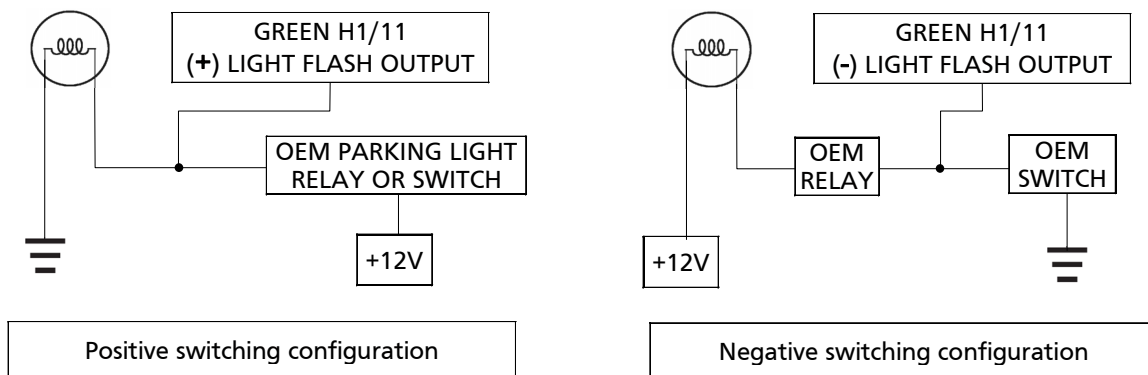 GREEN H1/11
(+) LIGHT FLASH OUTPUT
OEM PARKING LIGHT
RELAY OR SWITCH
+12V
Positive switching configuration
GREEN H1/11
(-) LIGHT FLASH OUTPUT
OEM
RELAY
OEM
SWITCH
+12V
Negative switching configuration